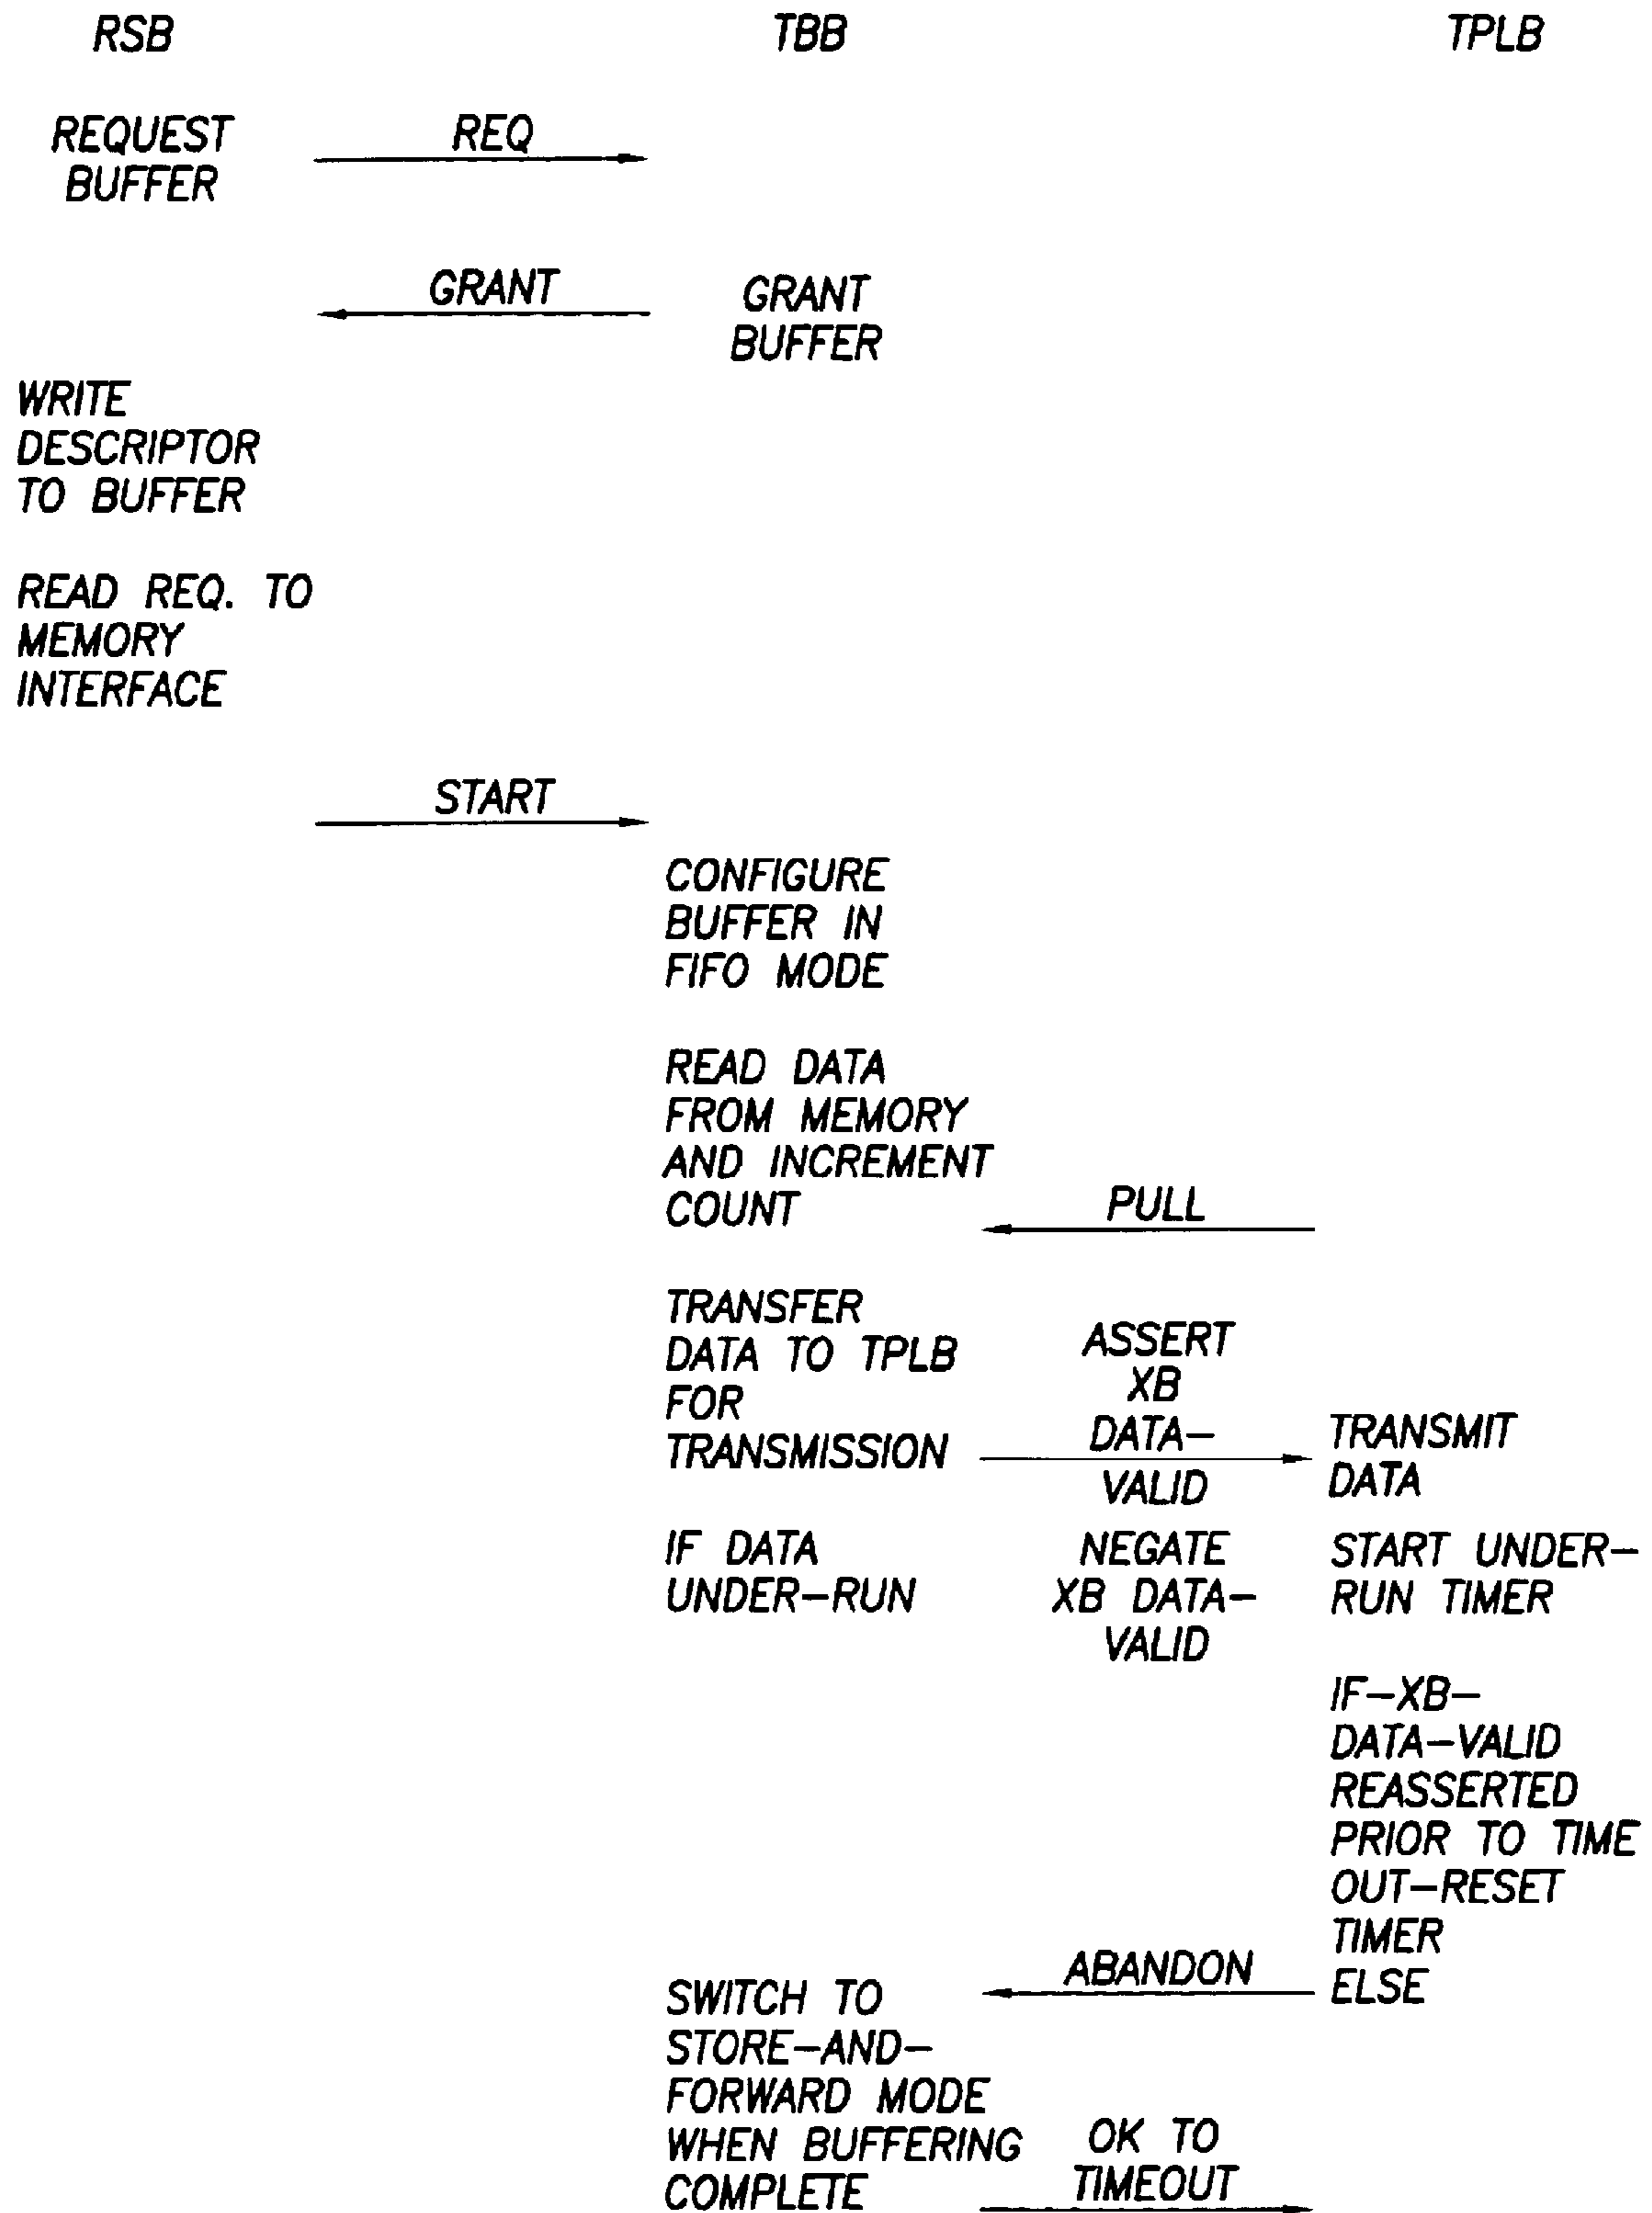 RSB TBB TPLB
REQUEST
BUFFER
REQ
GRANT
GRANT
BUFFER
WRITE
DESCRIPTOR
TO BUFFER
READ REQ. TO
MEMORY
INTERFACE
START
CONFIGURE
BUFFER IN
FIFO MODE
READ DATA
FROM MEMORY
AND INCREMENT
COUNT
PULL
TRANSFER
DATA TO TPLB
FOR
TRANSMISSION
ASSERT
XB
DATA-
VALID
TRANSMIT
DATA
IF DATA
UNDER-RUN
NEGATE
XB DATA-
VALID
START UNDER-
RUN TIMER
IF-XB-
DATA-VALID
REASSERTED
PRIOR TO TIME
OUT-RESET
TIMER
ELSE
ABANDON
SWITCH TO
STORE-AND-
FORWARD MODE
WHEN BUFFERING
COMPLETE
OK TO
TIMEOUT